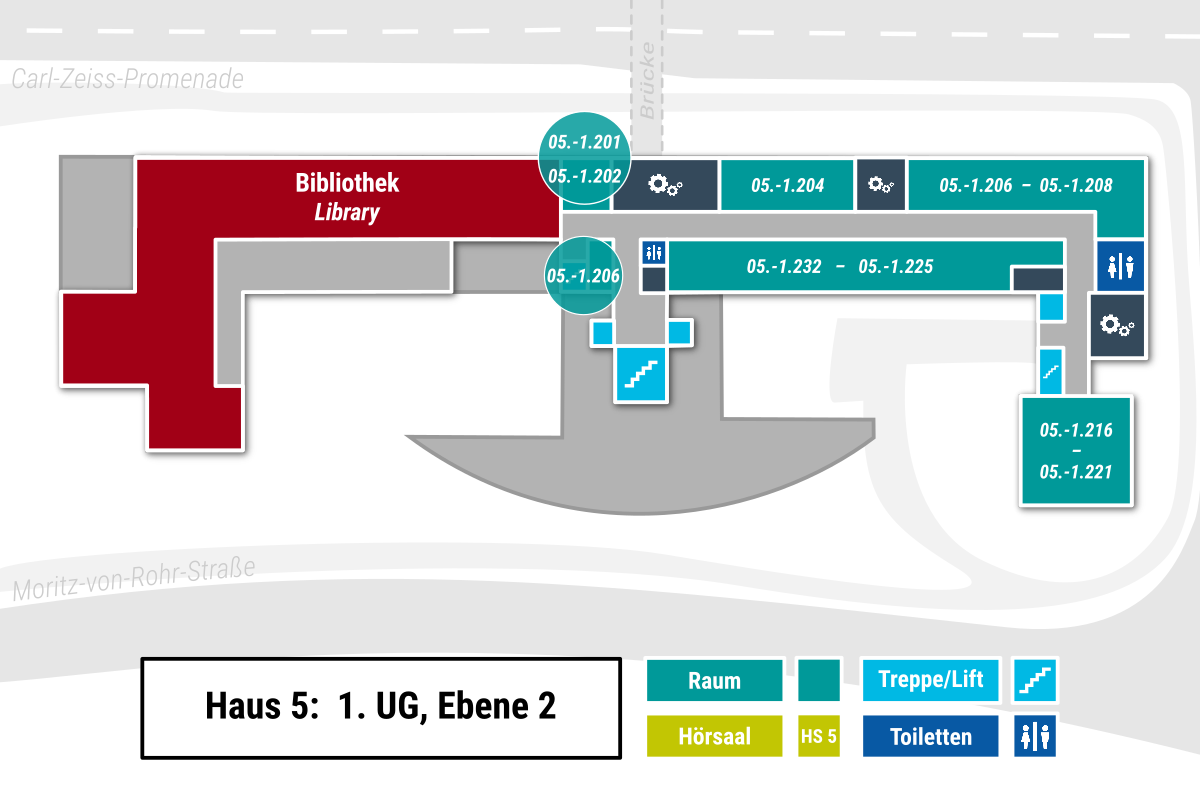 Brücke
Carl-Zeiss-Promenade
05.-1.201
05.-1.202
Bibliothek
Library
05.-1.204
05.-1.206 – 05.-1.208
05.-1.206
05.-1.232 – 05.-1.225
05.-1.216
–
05.-1.221
Moritz-von-Rohr-Straße
Haus 5: 1. UG, Ebene 2
Raum
Treppe/Lift
Hörsaal
HS 5
Toiletten